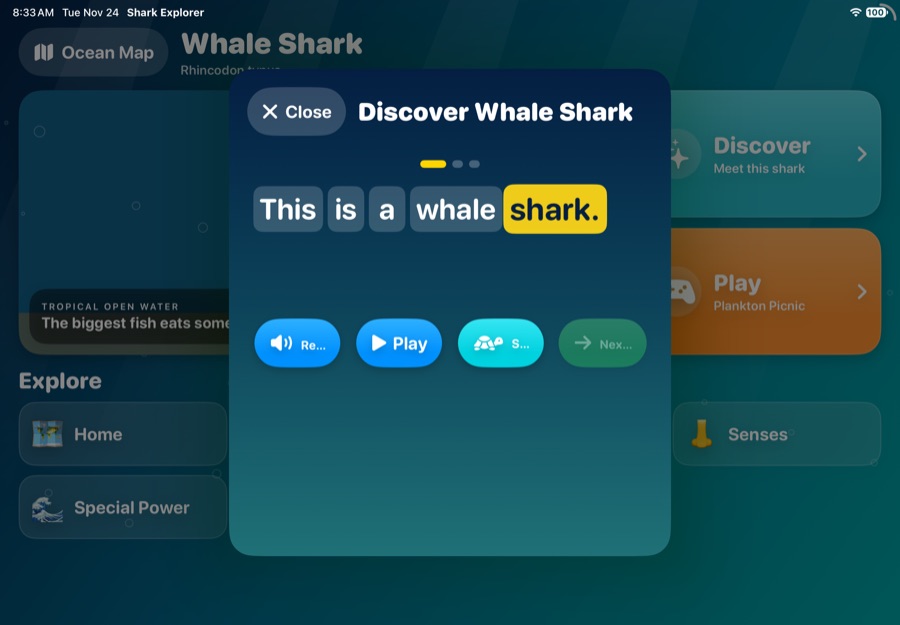 8:33 AM Tue Nov 24 Shark Explorer
100
Ocean Map
Whale Shark
Rhincodon
Close
Discover Whale Shark
This is a whale shark.
Re...
Play
S...
Nex...
Discover
Meet this shark
Play
Plankton Picnic
TROPICAL OPEN WATER
The biggest fish eats some
Explore
Home
Senses
Special Power